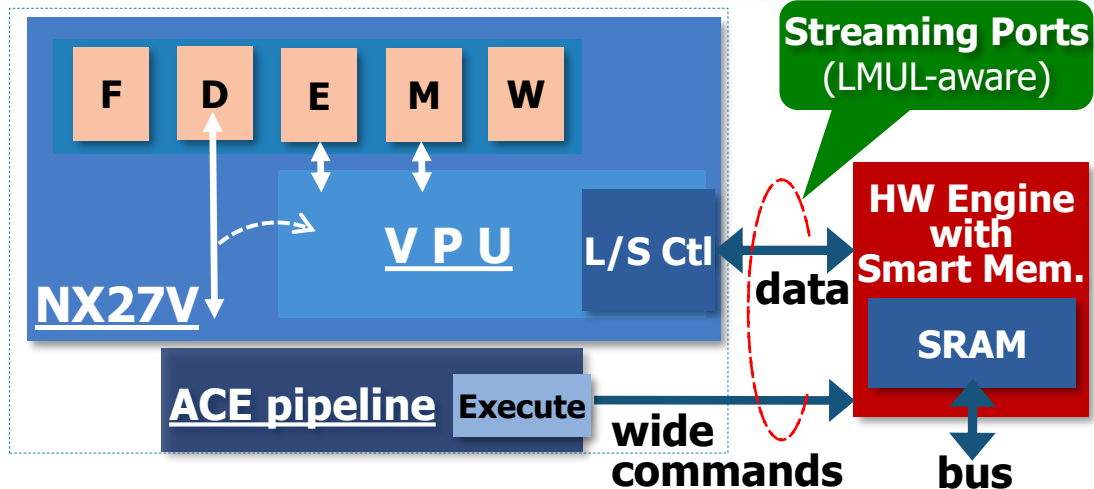 Streaming Ports
(LMUL-aware)
F D E M W
HW Engine
with
Smart Mem.
V P U
L/S Ctl
data
NX27V
SRAM
ACE pipeline
Execute
wide
commands
bus